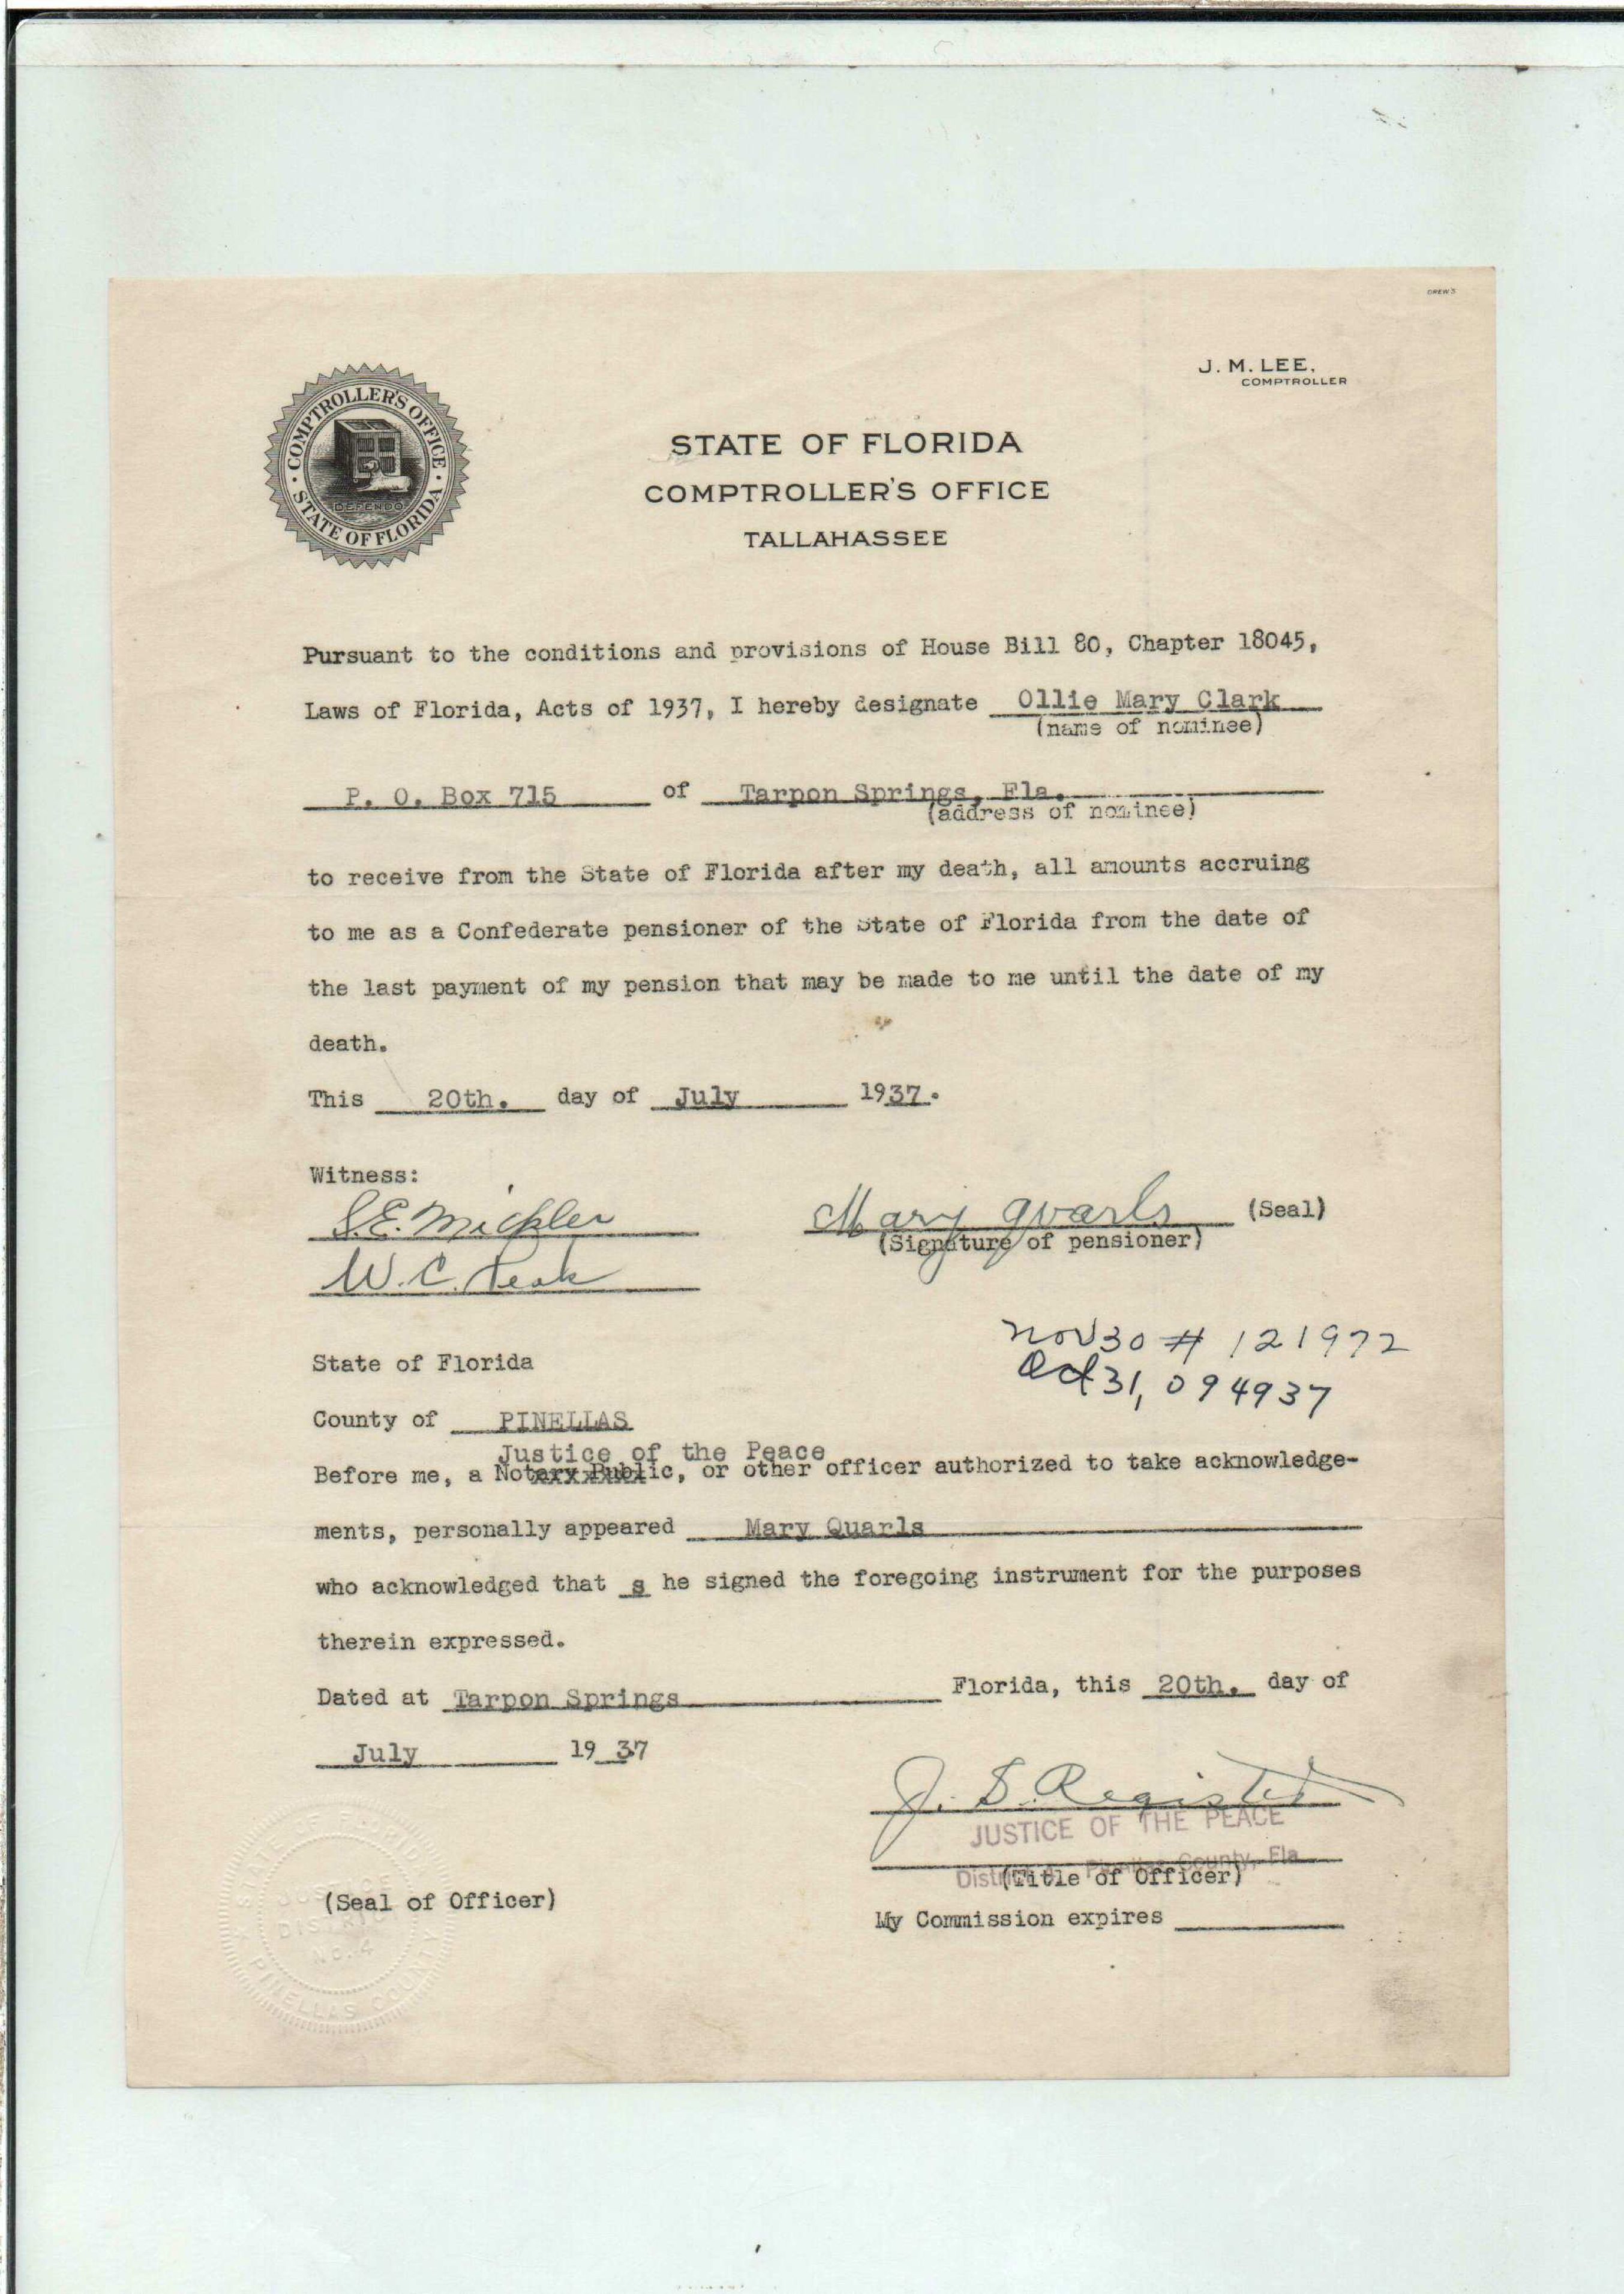 DREW'S
J. M. LEE,
COMPTROLLER
COMPTROLLER'S OFFICE
STATE OF FLORIDA
DEFENDO
STATE OF FLORIDA
COMPTROLLER'S OFFICE
TALLAHASSEE
Pursuant to the conditions and provisions of House Bill 80, Chapter 18045,
Laws of Florida, Acts of 1937, I hereby designate Ollie Mary Clark
(name of nominee)
P. O. Box 715 of Tarpon Springs, Fla.
(address of nominee)
to receive from the State of Florida after my death, all amounts accruing
to me as a Confederate pensioner of the State of Florida from the date of
the last payment of my pension that may be made to me until the date of my
death.
This 20th. day of July 1937.
Witness:
S.E. Mickler Mary Quarls (Seal)
(Signature of pensioner)
W.C.
Nov 30 # 121972
Oct 31, 094937
State of Florida
County of PINELLAS
Justice of the Peace
Before me, a Notary Public, or other officer authorized to take acknowledge-
ments, personally appeared Mary Quarls
who acknowledged that s he signed the foregoing instrument for the purposes
therein expressed.
Dated at Tarpon Springs Florida, this 20th. day of
July 19 37
J. S. Register
JUSTICE OF THE PEACE
District 4, Pinellas County, Fla
(Title of Officer)
(Seal of Officer)
My Commission expires
STATE OF FLORIDA
JUSTICE
DISTRICT
No. 4
PINELLAS COUNTY